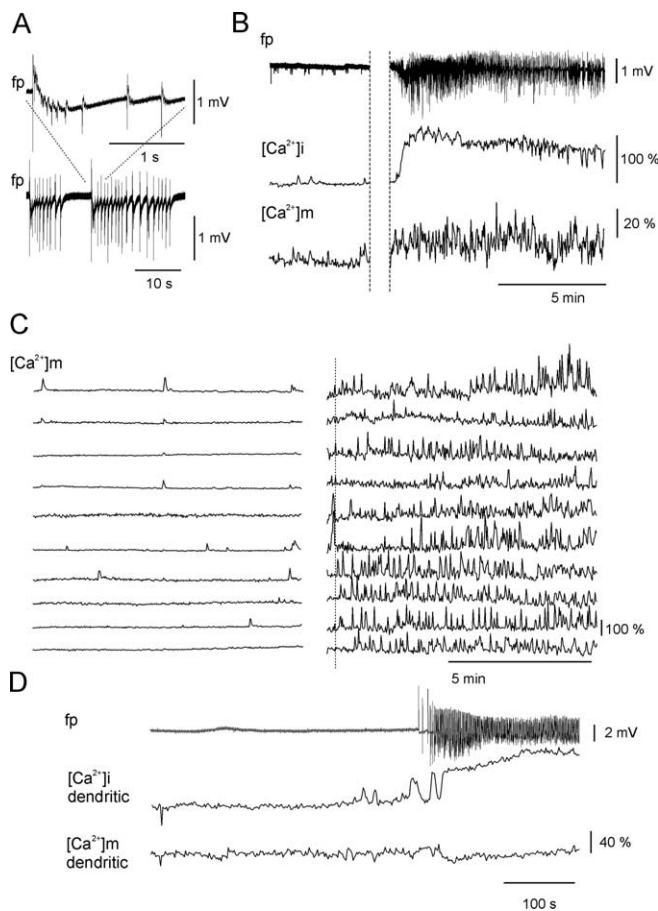 A
fp
1 mV
1 s
fp
1 mV
10 s
B
fp
1 mV
[Ca²⁺]i
100 %
[Ca²⁺]m
20 %
5 min
C
[Ca²⁺]m
100 %
5 min
D
fp
2 mV
[Ca²⁺]i
dendritic
[Ca²⁺]m
dendritic
40 %
100 s